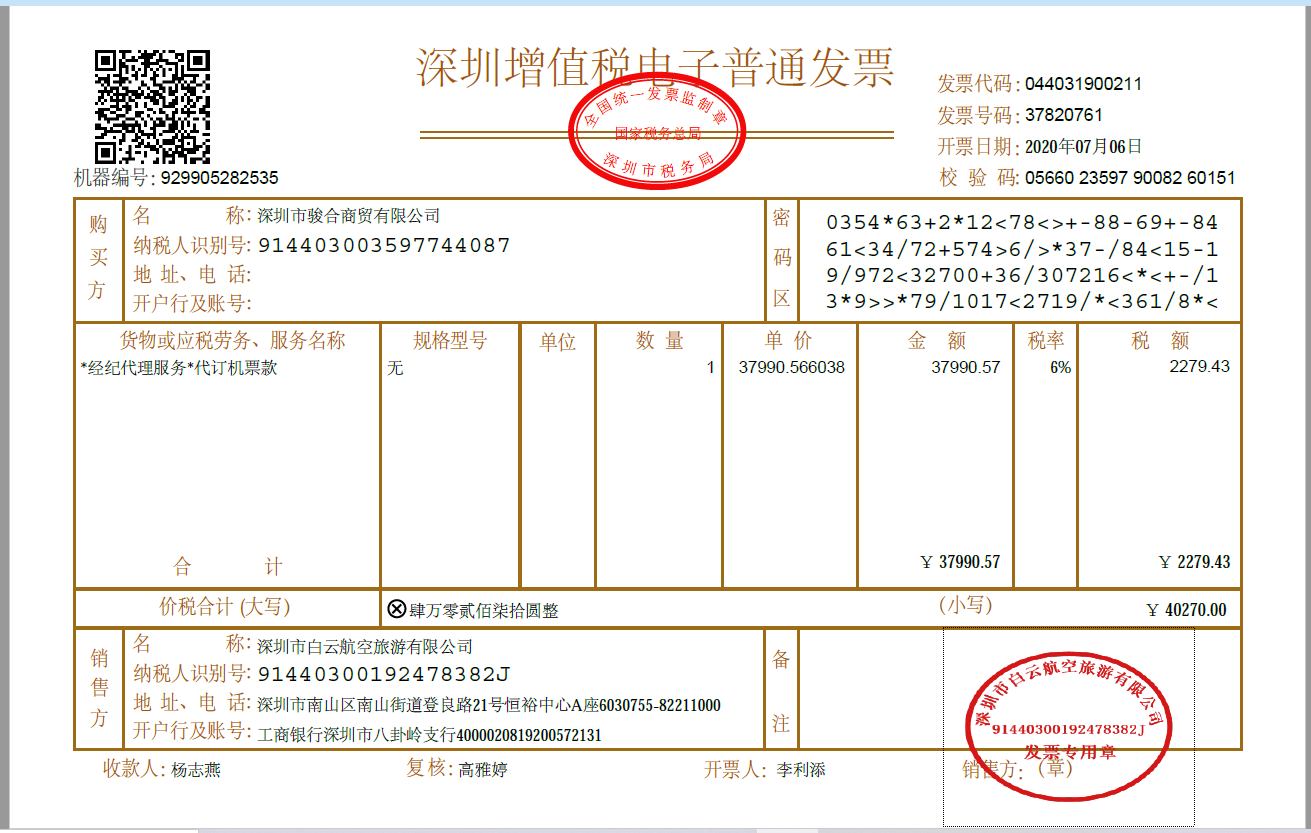 深圳增值税电子普通发票
全国统一发票监制章
国家税务总局
深圳市税务局
发票代码：044031900211
发票号码：37820761
开票日期：2020年07月06日
校 验 码：05660 23597 90082 60151
机器编号：929905282535
购买方
名 称：深圳市骏合商贸有限公司
纳税人识别号：914403003597744087
地 址、电 话：
开户行及账号：
密码区
0354*63+2*12<78<>+-88-69+-84
61<34/72+574>6/>*37-/84<15-1
9/972<32700+36/307216<*<+-/1
3*9>>*79/1017<2719/*<361/8*<
货物或应税劳务、服务名称 规格型号 单位 数 量 单 价 金 额 税率 税 额
*经纪代理服务*代订机票款 无 1 37990.566038 37990.57 6% 2279.43
合 计 ￥ 37990.57 ￥ 2279.43
价税合计 (大写) ⊗肆万零贰佰柒拾圆整 (小写) ￥ 40270.00
销售方
名 称：深圳市白云航空旅游有限公司
纳税人识别号：91440300192478382J
地 址、电 话：深圳市南山区南山街道登良路21号恒裕中心A座6030755-82211000
开户行及账号：工商银行深圳市八卦岭支行4000020819200572131
备注
深圳市白云航空旅游有限公司
91440300192478382J
发票专用章
收款人：杨志燕 复核：高雅婷 开票人：李利添 销售方：(章)